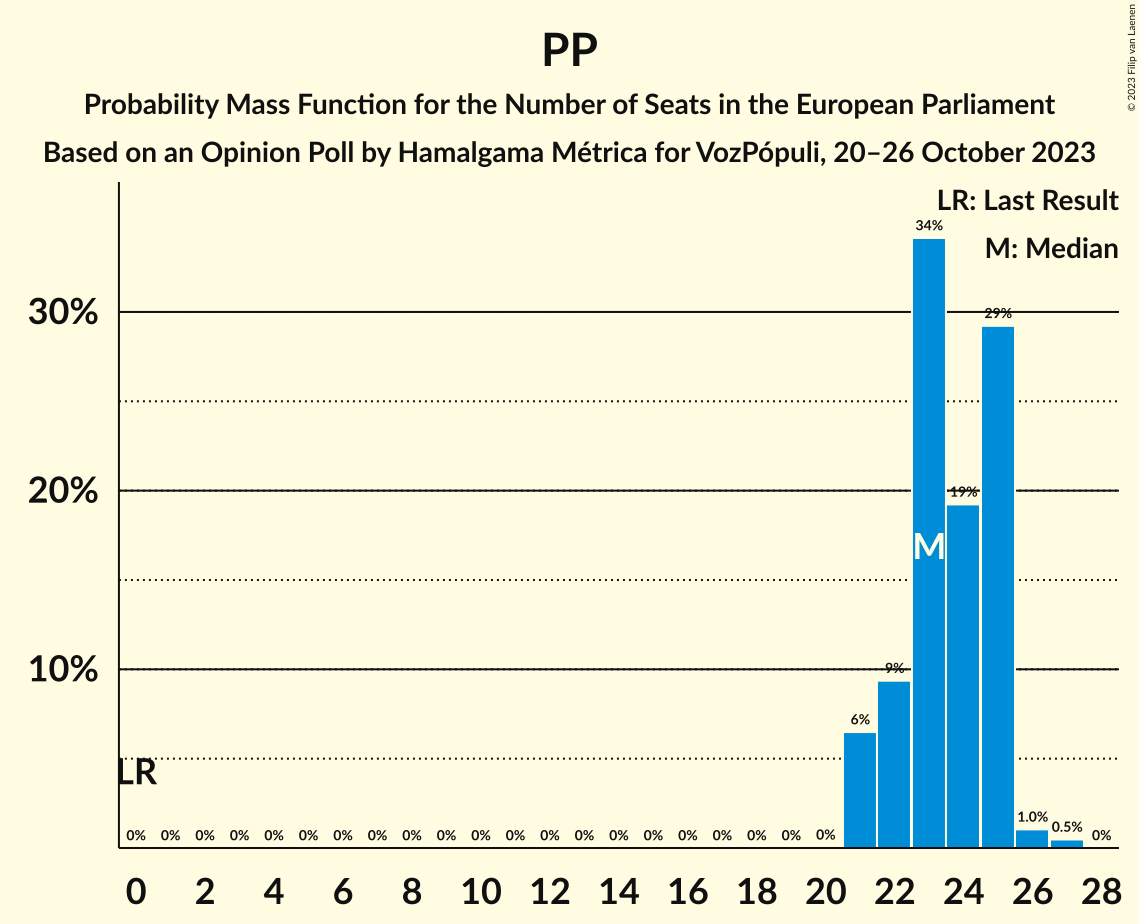 PP
Probability Mass Function for the Number of Seats in the European Parliament
Based on an Opinion Poll by Hamalgama Métrica for VozPópuli, 20–26 October 2023
© 2023 Filip van Laenen
LR: Last Result
M: Median
34%
30%
29%
20%
19%
M
10%
9%
6%
LR
0% 0% 0% 0% 0% 0% 0% 0% 0% 0% 0% 0% 0% 0% 0% 0% 0% 0% 0% 0% 0% 1.0% 0.5% 0%
0 2 4 6 8 10 12 14 16 18 20 22 24 26 28